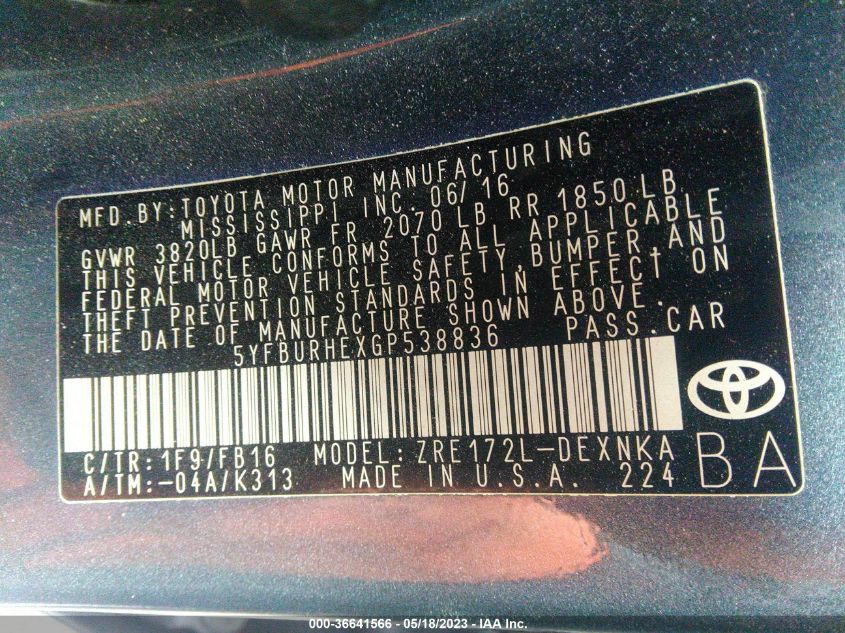 MFD.BY:TOYOTA MOTOR MANUFACTURING
MISSISSIPPI INC. 06/16
GVWR 3820LB GAWR FR 2070 LB RR 1850 LB
THIS VEHICLE CONFORMS TO ALL APPLICABLE
FEDERAL MOTOR VEHICLE SAFETY,BUMPER,AND
THEFT PREVENTION STANDARDS IN EFFECT ON
THE DATE OF MANUFACTURE SHOWN ABOVE.
5YFBURHEXGP538836 PASS.CAR
C/TR:1F9/FB16 MODEL:ZRE172L-DEXNKA
A/TM:-04A/K313 MADE IN U.S.A. 224
BA
000-36641566 - 05/18/2023 - IAA Inc.